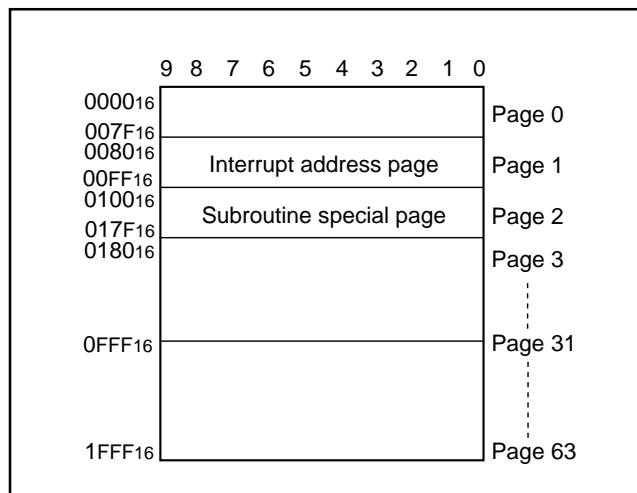 9 8 7 6 5 4 3 2 1 0
000016
Page 0
007F16
008016
Interrupt address page
Page 1
00FF16
010016
Subroutine special page
Page 2
017F16
018016
Page 3
0FFF16
Page 31
1FFF16
Page 63